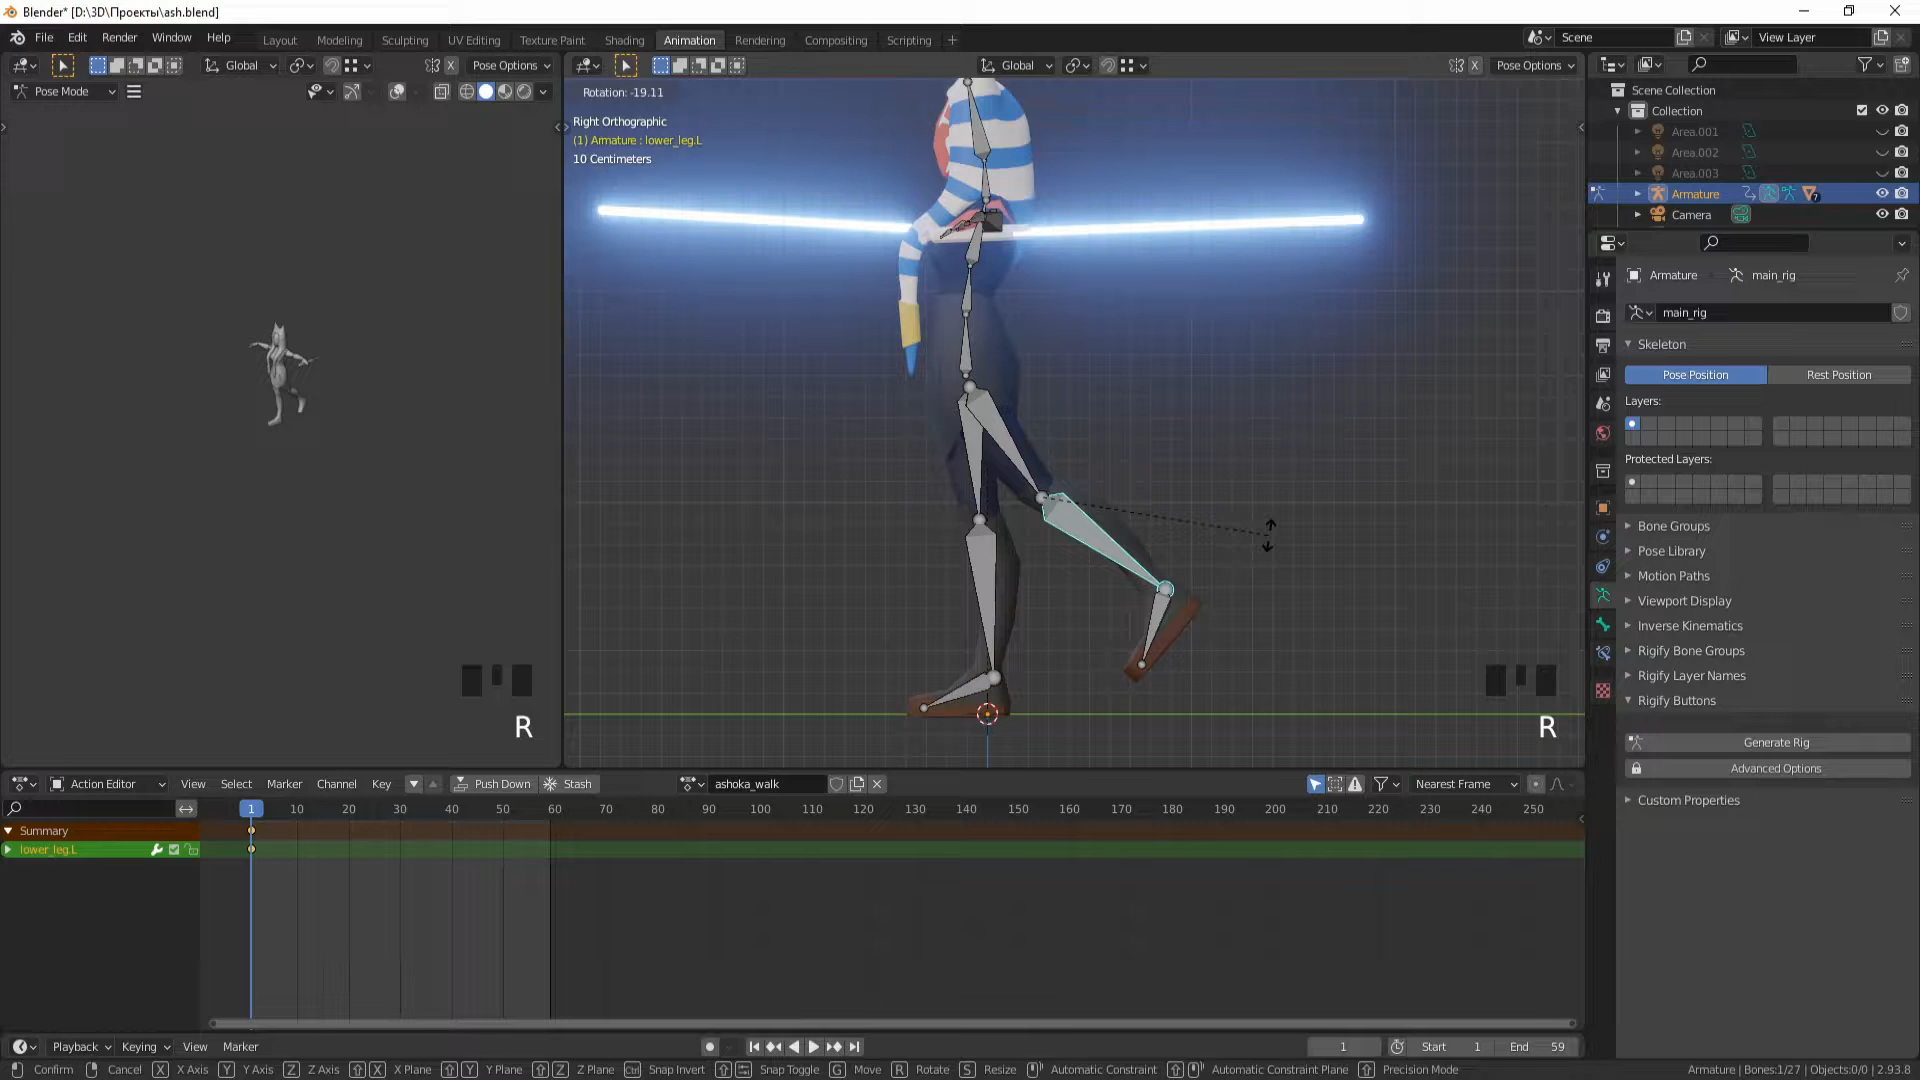 Blender* [D:\3D\Проекты\ash.blend]
File Edit Render Window Help Layout Modeling Sculpting UV Editing Texture Paint Shading Animation Rendering Compositing Scripting Scene View Layer
Global X Pose Options Global X Pose Options
Pose Mode
Rotation: -19.11
Right Orthographic
(1) Armature : lower_leg.L
10 Centimeters
Scene Collection
Collection
Area.001
Area.002
Area.003
Armature 7
Camera
Armature main_rig
main_rig
Skeleton
Pose Position Rest Position
Layers:
Protected Layers:
Bone Groups
Pose Library
Motion Paths
Viewport Display
Inverse Kinematics
Rigify Bone Groups
Rigify Layer Names
Rigify Buttons
Generate Rig
Advanced Options
Custom Properties
R R
Action Editor View Select Marker Channel Key Push Down Stash ashoka_walk Nearest Frame
1 10 20 30 40 50 60 70 80 90 100 110 120 130 140 150 160 170 180 190 200 210 220 230 240 250
Summary
lower_leg.L
Playback Keying View Marker 1 Start 1 End 59
Confirm Cancel X X Axis Y Y Axis Z Z Axis X X Plane Y Y Plane Z Z Plane Ctrl Snap Invert Snap Toggle G Move R Rotate S Resize Automatic Constraint Automatic Constraint Plane Precision Mode Armature | Bones:1/27 | Objects:0/0 | 2.93.8